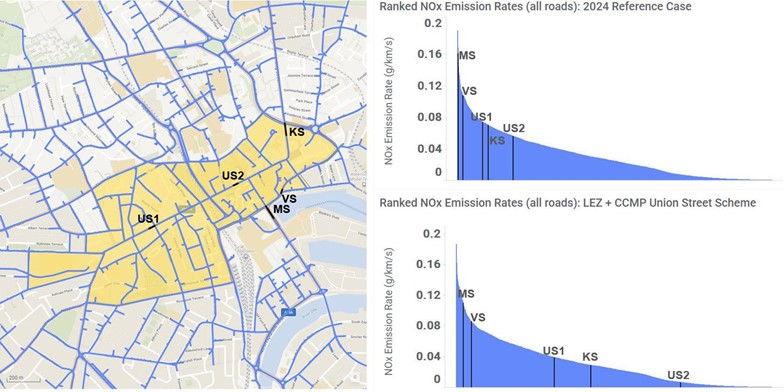 KS
US2
VS
MS
US1
200 m
Ranked NOx Emission Rates (all roads): 2024 Reference Case
NOx Emission Rate (g/km/s)
0.2
0.16
0.12
0.08
0.04
0
MS
VS
US1
KS
US2
Ranked NOx Emission Rates (all roads): LEZ + CCMP Union Street Scheme
NOx Emission Rate (g/km/s)
0.2
0.16
0.12
0.08
0.04
0
MS
VS
US1
KS
US2